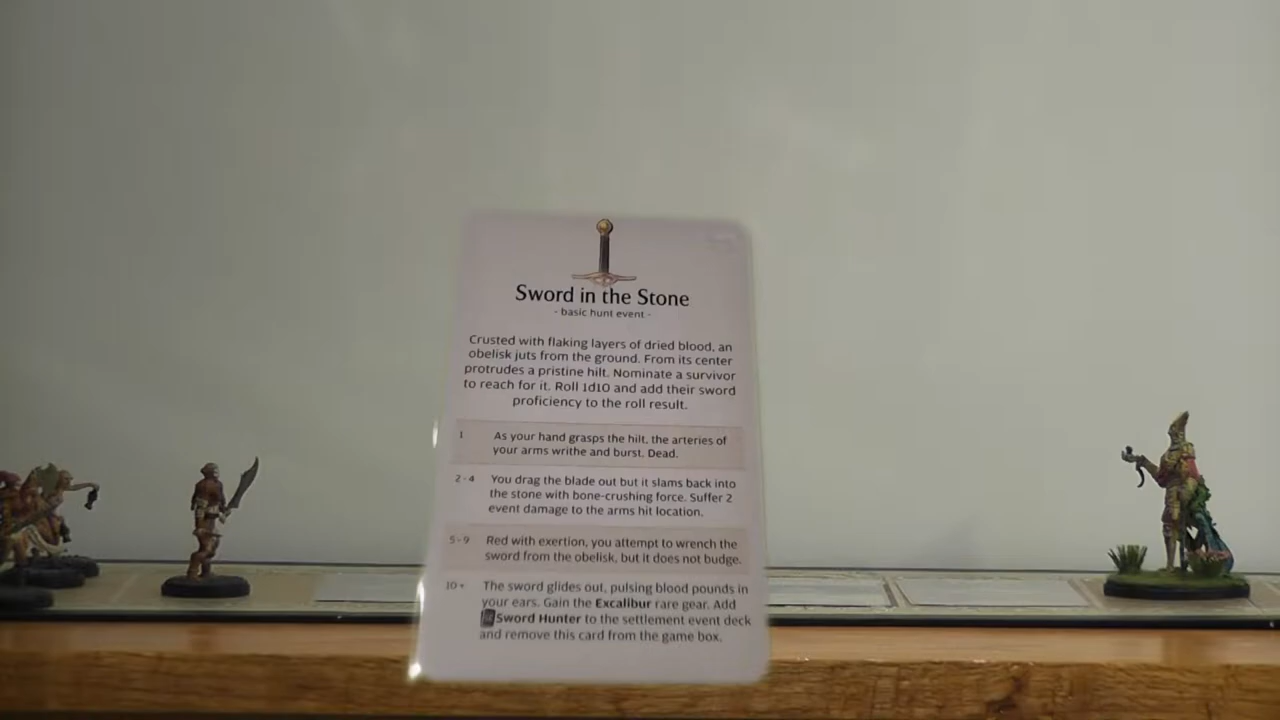 Sword in the Stone
- basic hunt event -
Crusted with flaking layers of dried blood, an
obelisk juts from the ground. From its center
protrudes a pristine hilt. Nominate a survivor
to reach for it. Roll 1d10 and add their sword
proficiency to the roll result.
1 As your hand grasps the hilt, the arteries of
your arms writhe and burst. Dead.
2-4 You drag the blade out but it slams back into
the stone with bone-crushing force. Suffer 2
event damage to the arms hit location.
5-9 Red with exertion, you attempt to wrench the
sword from the obelisk, but it does not budge.
10+ The sword glides out, pulsing blood pounds in
your ears. Gain the Excalibur rare gear. Add
Sword Hunter to the settlement event deck
and remove this card from the game box.